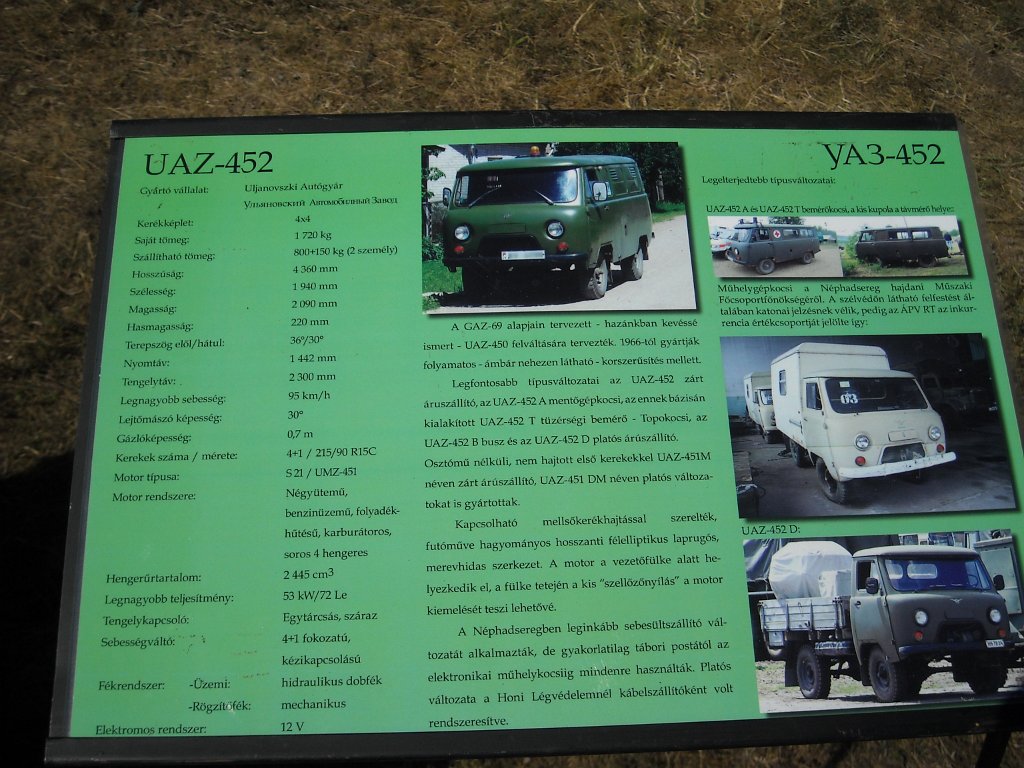 UAZ-452
Gyártó vállalat: Uljanovszki Autógyár
Ульяновский Автомобильный Завод
Kerékképlet: 4x4
Saját tömeg: 1 720 kg
Szállítható tömeg: 800+150 kg (2 személy)
Hosszúság: 4 360 mm
Szélesség: 1 940 mm
Magasság: 2 090 mm
Hasmagasság: 220 mm
Terepszög elöl/hátul: 36°/30°
Nyomtáv: 1 442 mm
Tengelytáv: 2 300 mm
Legnagyobb sebesség: 95 km/h
Lejtőmászó képesség: 30°
Gázlóképesség: 0,7 m
Kerekek száma / mérete: 4+1 / 215/90 R15C
Motor típusa: S 21 / UMZ-451
Motor rendszere: Négyütemű,
benzinüzemű, folyadék-
hűtésű, karburátoros,
soros 4 hengeres
Hengerűrtartalom: 2 445 cm3
Legnagyobb teljesítmény: 53 kW/72 Le
Tengelykapcsoló: Egytárcsás, száraz
Sebességváltó: 4+1 fokozatú,
kézikapcsolású
Fékrendszer: -Üzemi: hidraulikus dobfék
-Rögzítőfék: mechanikus
Elektromos rendszer: 12 V
A GAZ-69 alapjain tervezett - hazánkban kevéssé
ismert - UAZ-450 felváltására tervezték. 1966-tól gyártják
folyamatos - ámbár nehezen látható - korszerűsítés mellett.
Legfontosabb típusváltozatai az UAZ-452 zárt
áruszállító, az UAZ-452 A mentőgépkocsi, az ennek bázisán
kialakított UAZ-452 T tüzérségi bemérő - Topokocsi, az
UAZ-452 B busz és az UAZ-452 D platós árúszállító.
Osztómű nélküli, nem hajtott első kerekekkel UAZ-451M
néven zárt árúszállító, UAZ-451 DM néven platós változa-
tokat is gyártottak.
Kapcsolható mellsőkerékhajtással szerelték,
futóműve hagyományos hosszanti félelliptikus laprugós,
merevhidas szerkezet. A motor a vezetőfülke alatt he-
lyezkedik el, a fülke tetején a kis "szellőzőnyílás" a motor
kiemelését teszi lehetővé.
A Néphadseregben leginkább sebesültszállító vál-
tozatát alkalmazták, de gyakorlatilag tábori postától az
elektronikai műhelykocsiig mindenre használták. Platós
változata a Honi Légvédelemnél kábelszállítóként volt
rendszeresítve.
УАЗ-452
Legelterjedtebb típusváltozatai:
UAZ-452 A és UAZ-452 T bemérőkocsi, a kis kupola a távmérő helye:
Műhelygépkocsi a Néphadsereg hajdani Műszaki
Főcsoportfőnökségéről. A szélvédőn látható felfestést ál-
talában katonai jelzésnek vélik, pedig az ÁPV RT az inkur-
rencia értékcsoportját jelölte így:
03
UAZ-452 D: